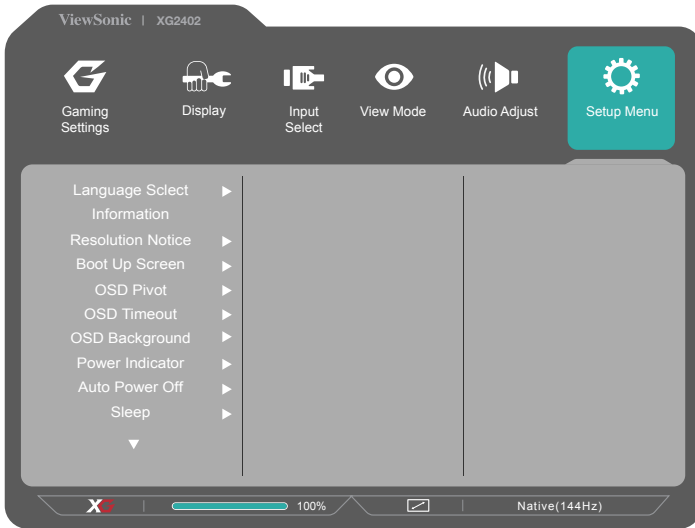 ViewSonic | XG2402
Gaming Settings
Display
Input Select
View Mode
Audio Adjust
Setup Menu
Language Sclect
Information
Resolution Notice
Boot Up Screen
OSD Pivot
OSD Timeout
OSD Background
Power Indicator
Auto Power Off
Sleep
XG | 100% | Native(144Hz)